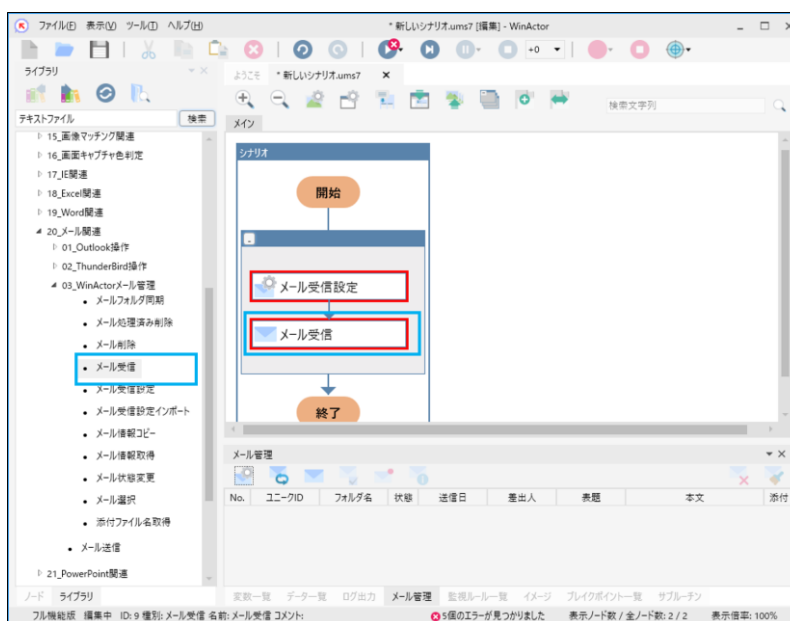 ファイル(F) 表示(V) ツール(T) ヘルプ(H)
* 新しいシナリオ.ums7 [編集] - WinActor
+0
ライブラリ
ようこそ
* 新しいシナリオ.ums7
テキストファイル
検索
検索文字列
メイン
15_画像マッチング関連
16_画面キャプチャ色判定
17_IE関連
18_Excel関連
19_Word関連
20_メール関連
01_Outlook操作
02_ThunderBird操作
03_WinActorメール管理
メールフォルダ同期
メール処理済み削除
メール削除
メール受信
メール受信設定
メール受信設定インポート
メール情報コピー
メール情報取得
メール状態変更
メール選択
添付ファイル名取得
メール送信
21_PowerPoint関連
シナリオ
開始
メール受信設定
メール受信
終了
メール管理
No. ユニークID フォルダ名 状態 送信日 差出人 表題 本文 添付
ノード ライブラリ
変数一覧 データ一覧 ログ出力 メール管理 監視ルール一覧 イメージ ブレイクポイント一覧 サブルーチン
フル機能版 編集中 ID: 9 種別: メール受信 名前: メール受信 コメント:
5個のエラーが見つかりました
表示ノード数 / 全ノード数: 2 / 2
表示倍率: 100%